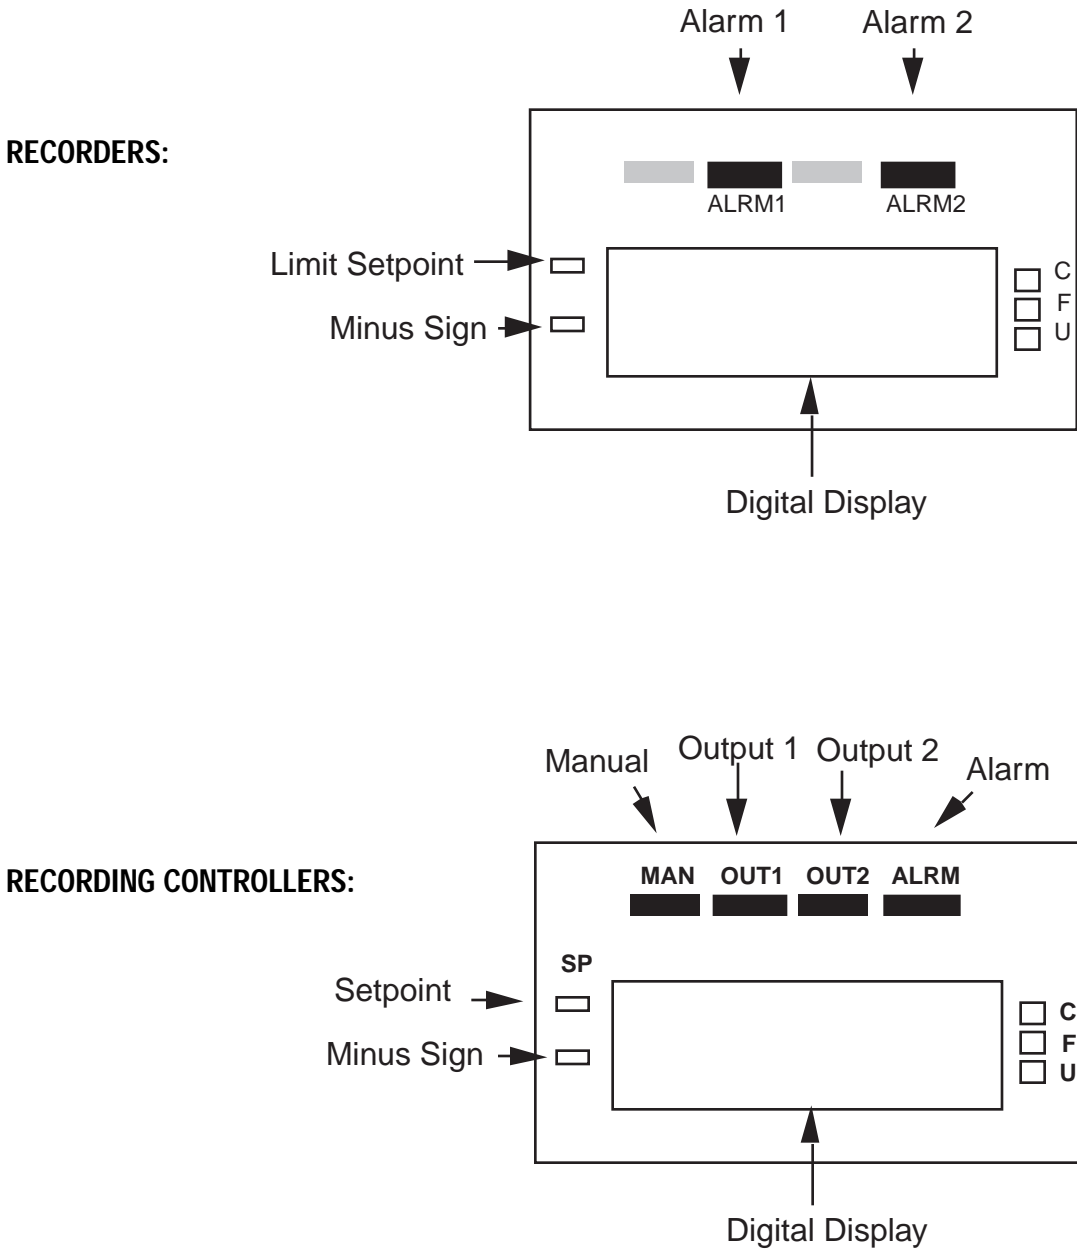 Alarm 1 Alarm 2
RECORDERS:
ALRM1 ALRM2
Limit Setpoint
C
F
Minus Sign
U
Digital Display
Manual Output 1 Output 2 Alarm
RECORDING CONTROLLERS:
MAN OUT1 OUT2 ALRM
SP
Setpoint
C
F
Minus Sign
U
Digital Display